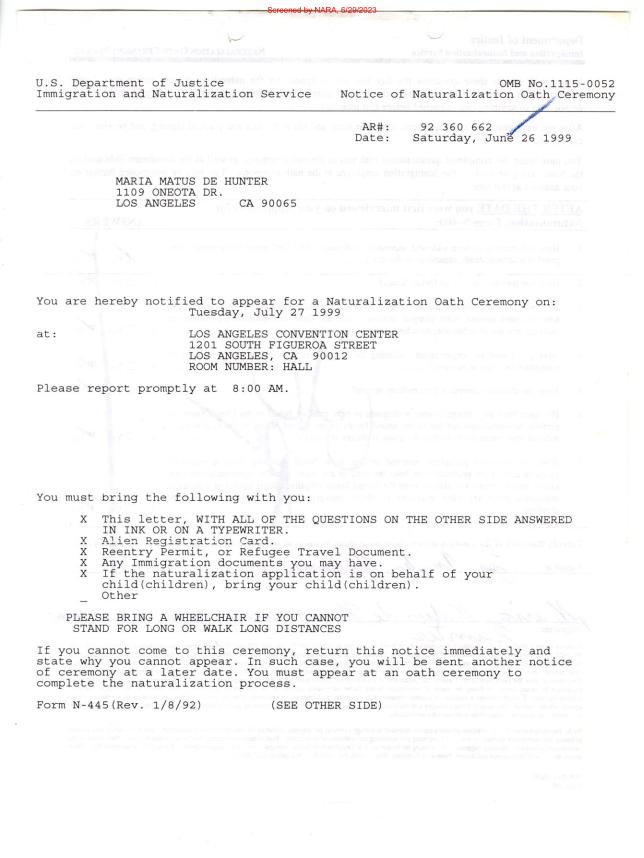 Screened by NARA, 6/29/2023
U.S. Department of Justice OMB No.1115-0052
Immigration and Naturalization Service Notice of Naturalization Oath Ceremony
AR#: 92 360 662
Date: Saturday, June 26 1999
MARIA MATUS DE HUNTER
1109 ONEOTA DR.
LOS ANGELES CA 90065
You are hereby notified to appear for a Naturalization Oath Ceremony on:
Tuesday, July 27 1999
at: LOS ANGELES CONVENTION CENTER
1201 SOUTH FIGUEROA STREET
LOS ANGELES, CA 90012
ROOM NUMBER: HALL
Please report promptly at 8:00 AM.
You must bring the following with you:
X This letter, WITH ALL OF THE QUESTIONS ON THE OTHER SIDE ANSWERED
IN INK OR ON A TYPEWRITER.
X Alien Registration Card.
X Reentry Permit, or Refugee Travel Document.
X Any Immigration documents you may have.
X If the naturalization application is on behalf of your
child(children), bring your child(children).
_ Other
PLEASE BRING A WHEELCHAIR IF YOU CANNOT
STAND FOR LONG OR WALK LONG DISTANCES
If you cannot come to this ceremony, return this notice immediately and
state why you cannot appear. In such case, you will be sent another notice
of ceremony at a later date. You must appear at an oath ceremony to
complete the naturalization process.
Form N-445(Rev. 1/8/92) (SEE OTHER SIDE)